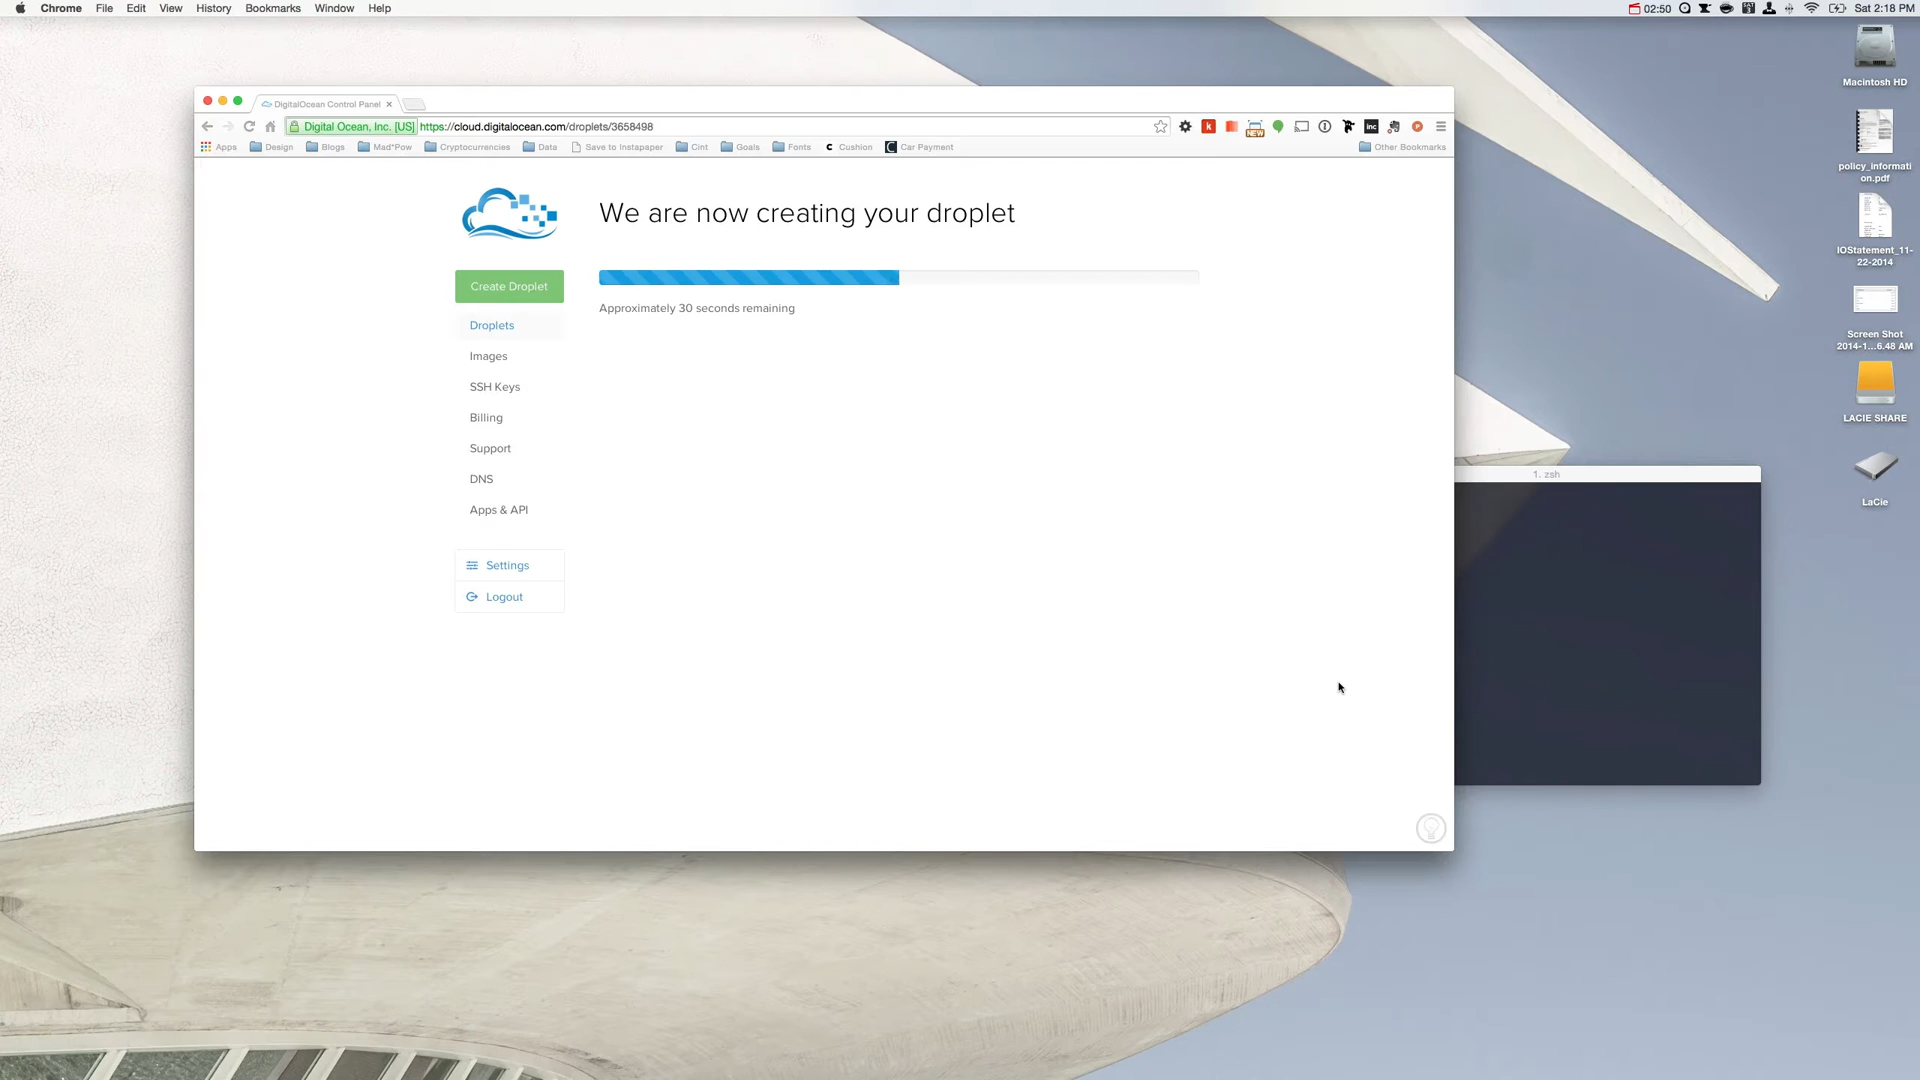 Chrome File Edit View History Bookmarks Window Help
02:50 Sat 2:18 PM
DigitalOcean Control Panel
Digital Ocean, Inc. [US] https://cloud.digitalocean.com/droplets/3658498
Apps Design Blogs Mad*Pow Cryptocurrencies Data Save to Instapaper Cint Goals Fonts Cushion Car Payment Other Bookmarks
We are now creating your droplet
Approximately 30 seconds remaining
Create Droplet
Droplets
Images
SSH Keys
Billing
Support
DNS
Apps & API
Settings
Logout
1. zsh
Macintosh HD
policy_informati
on.pdf
IOStatement_11-
22-2014
Screen Shot
2014-1...6.48 AM
LACIE SHARE
LaCie